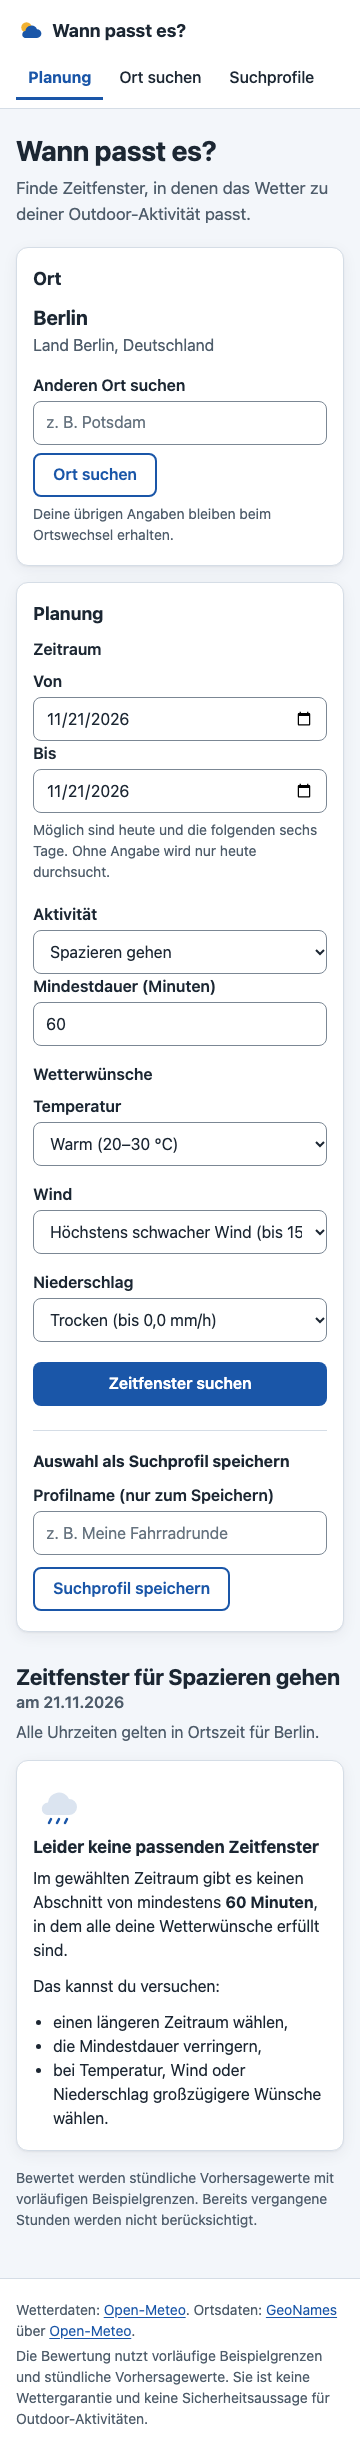 Wann passt es?
Planung Ort suchen Suchprofile
Wann passt es?
Finde Zeitfenster, in denen das Wetter zu
deiner Outdoor-Aktivität passt.
Ort
Berlin
Land Berlin, Deutschland
Anderen Ort suchen
z. B. Potsdam
Ort suchen
Deine übrigen Angaben bleiben beim
Ortswechsel erhalten.
Planung
Zeitraum
Von
11/21/2026
Bis
11/21/2026
Möglich sind heute und die folgenden sechs
Tage. Ohne Angabe wird nur heute
durchsucht.
Aktivität
Spazieren gehen
Mindestdauer (Minuten)
60
Wetterwünsche
Temperatur
Warm (20–30 °C)
Wind
Höchstens schwacher Wind (bis 15
Niederschlag
Trocken (bis 0,0 mm/h)
Zeitfenster suchen
Auswahl als Suchprofil speichern
Profilname (nur zum Speichern)
z. B. Meine Fahrradrunde
Suchprofil speichern
Zeitfenster für Spazieren gehen
am 21.11.2026
Alle Uhrzeiten gelten in Ortszeit für Berlin.
Leider keine passenden Zeitfenster
Im gewählten Zeitraum gibt es keinen
Abschnitt von mindestens 60 Minuten,
in dem alle deine Wetterwünsche erfüllt
sind.
Das kannst du versuchen:
• einen längeren Zeitraum wählen,
• die Mindestdauer verringern,
• bei Temperatur, Wind oder
Niederschlag großzügigere Wünsche
wählen.
Bewertet werden stündliche Vorhersagewerte mit
vorläufigen Beispielgrenzen. Bereits vergangene
Stunden werden nicht berücksichtigt.
Wetterdaten: Open-Meteo. Ortsdaten: GeoNames
über Open-Meteo.
Die Bewertung nutzt vorläufige Beispielgrenzen
und stündliche Vorhersagewerte. Sie ist keine
Wettergarantie und keine Sicherheitsaussage für
Outdoor-Aktivitäten.